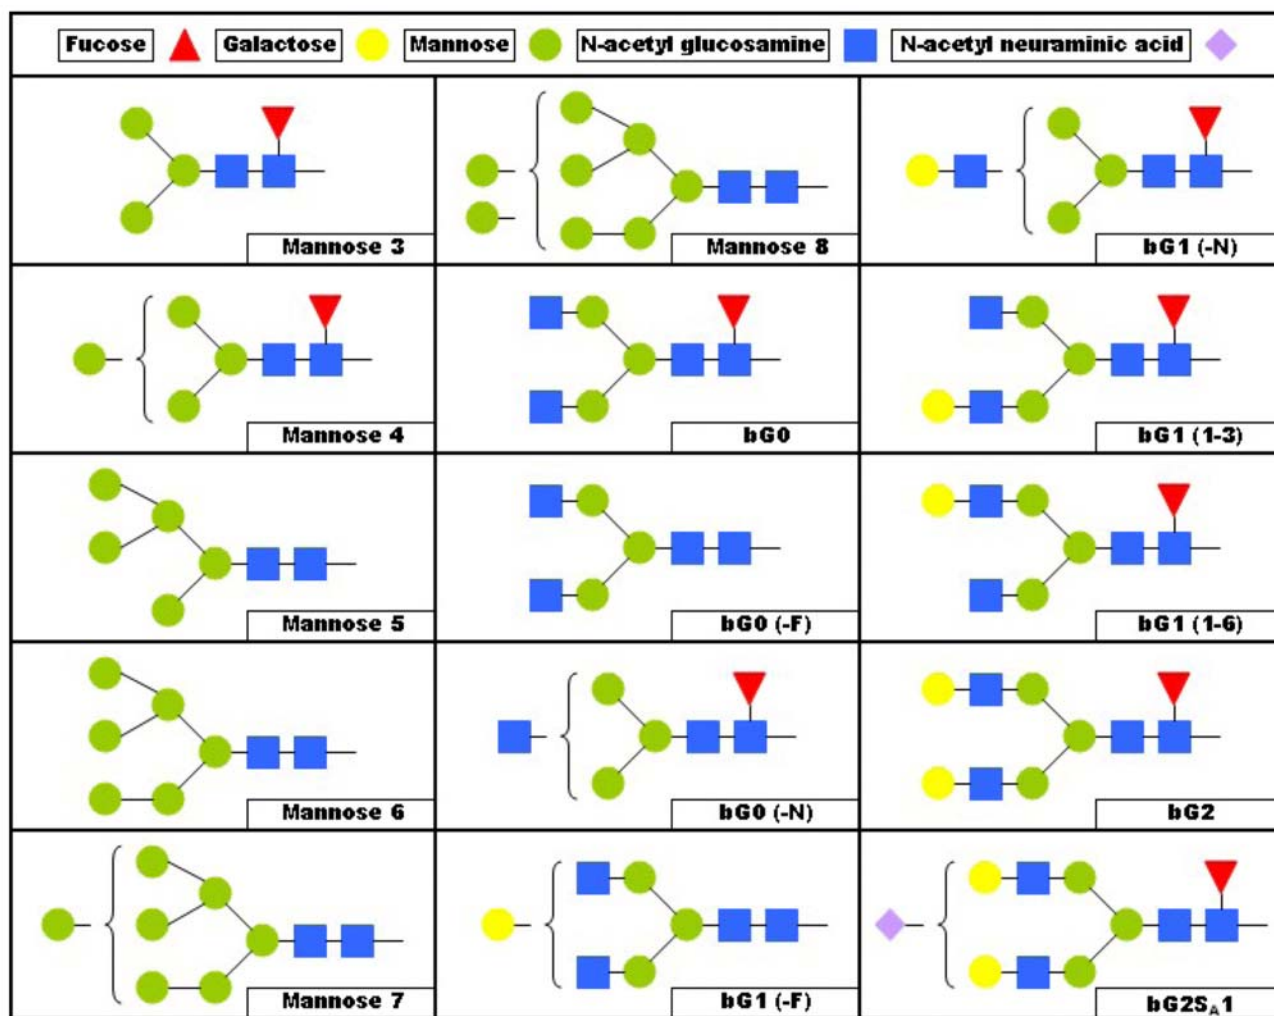 Fucose Galactose Mannose N-acetyl glucosamine N-acetyl neuraminic acid
Mannose 3 Mannose 8 bG1 (-N)
Mannose 4 bG0 bG1 (1-3)
Mannose 5 bG0 (-F) bG1 (1-6)
Mannose 6 bG0 (-N) bG2
Mannose 7 bG1 (-F) bG2SA1